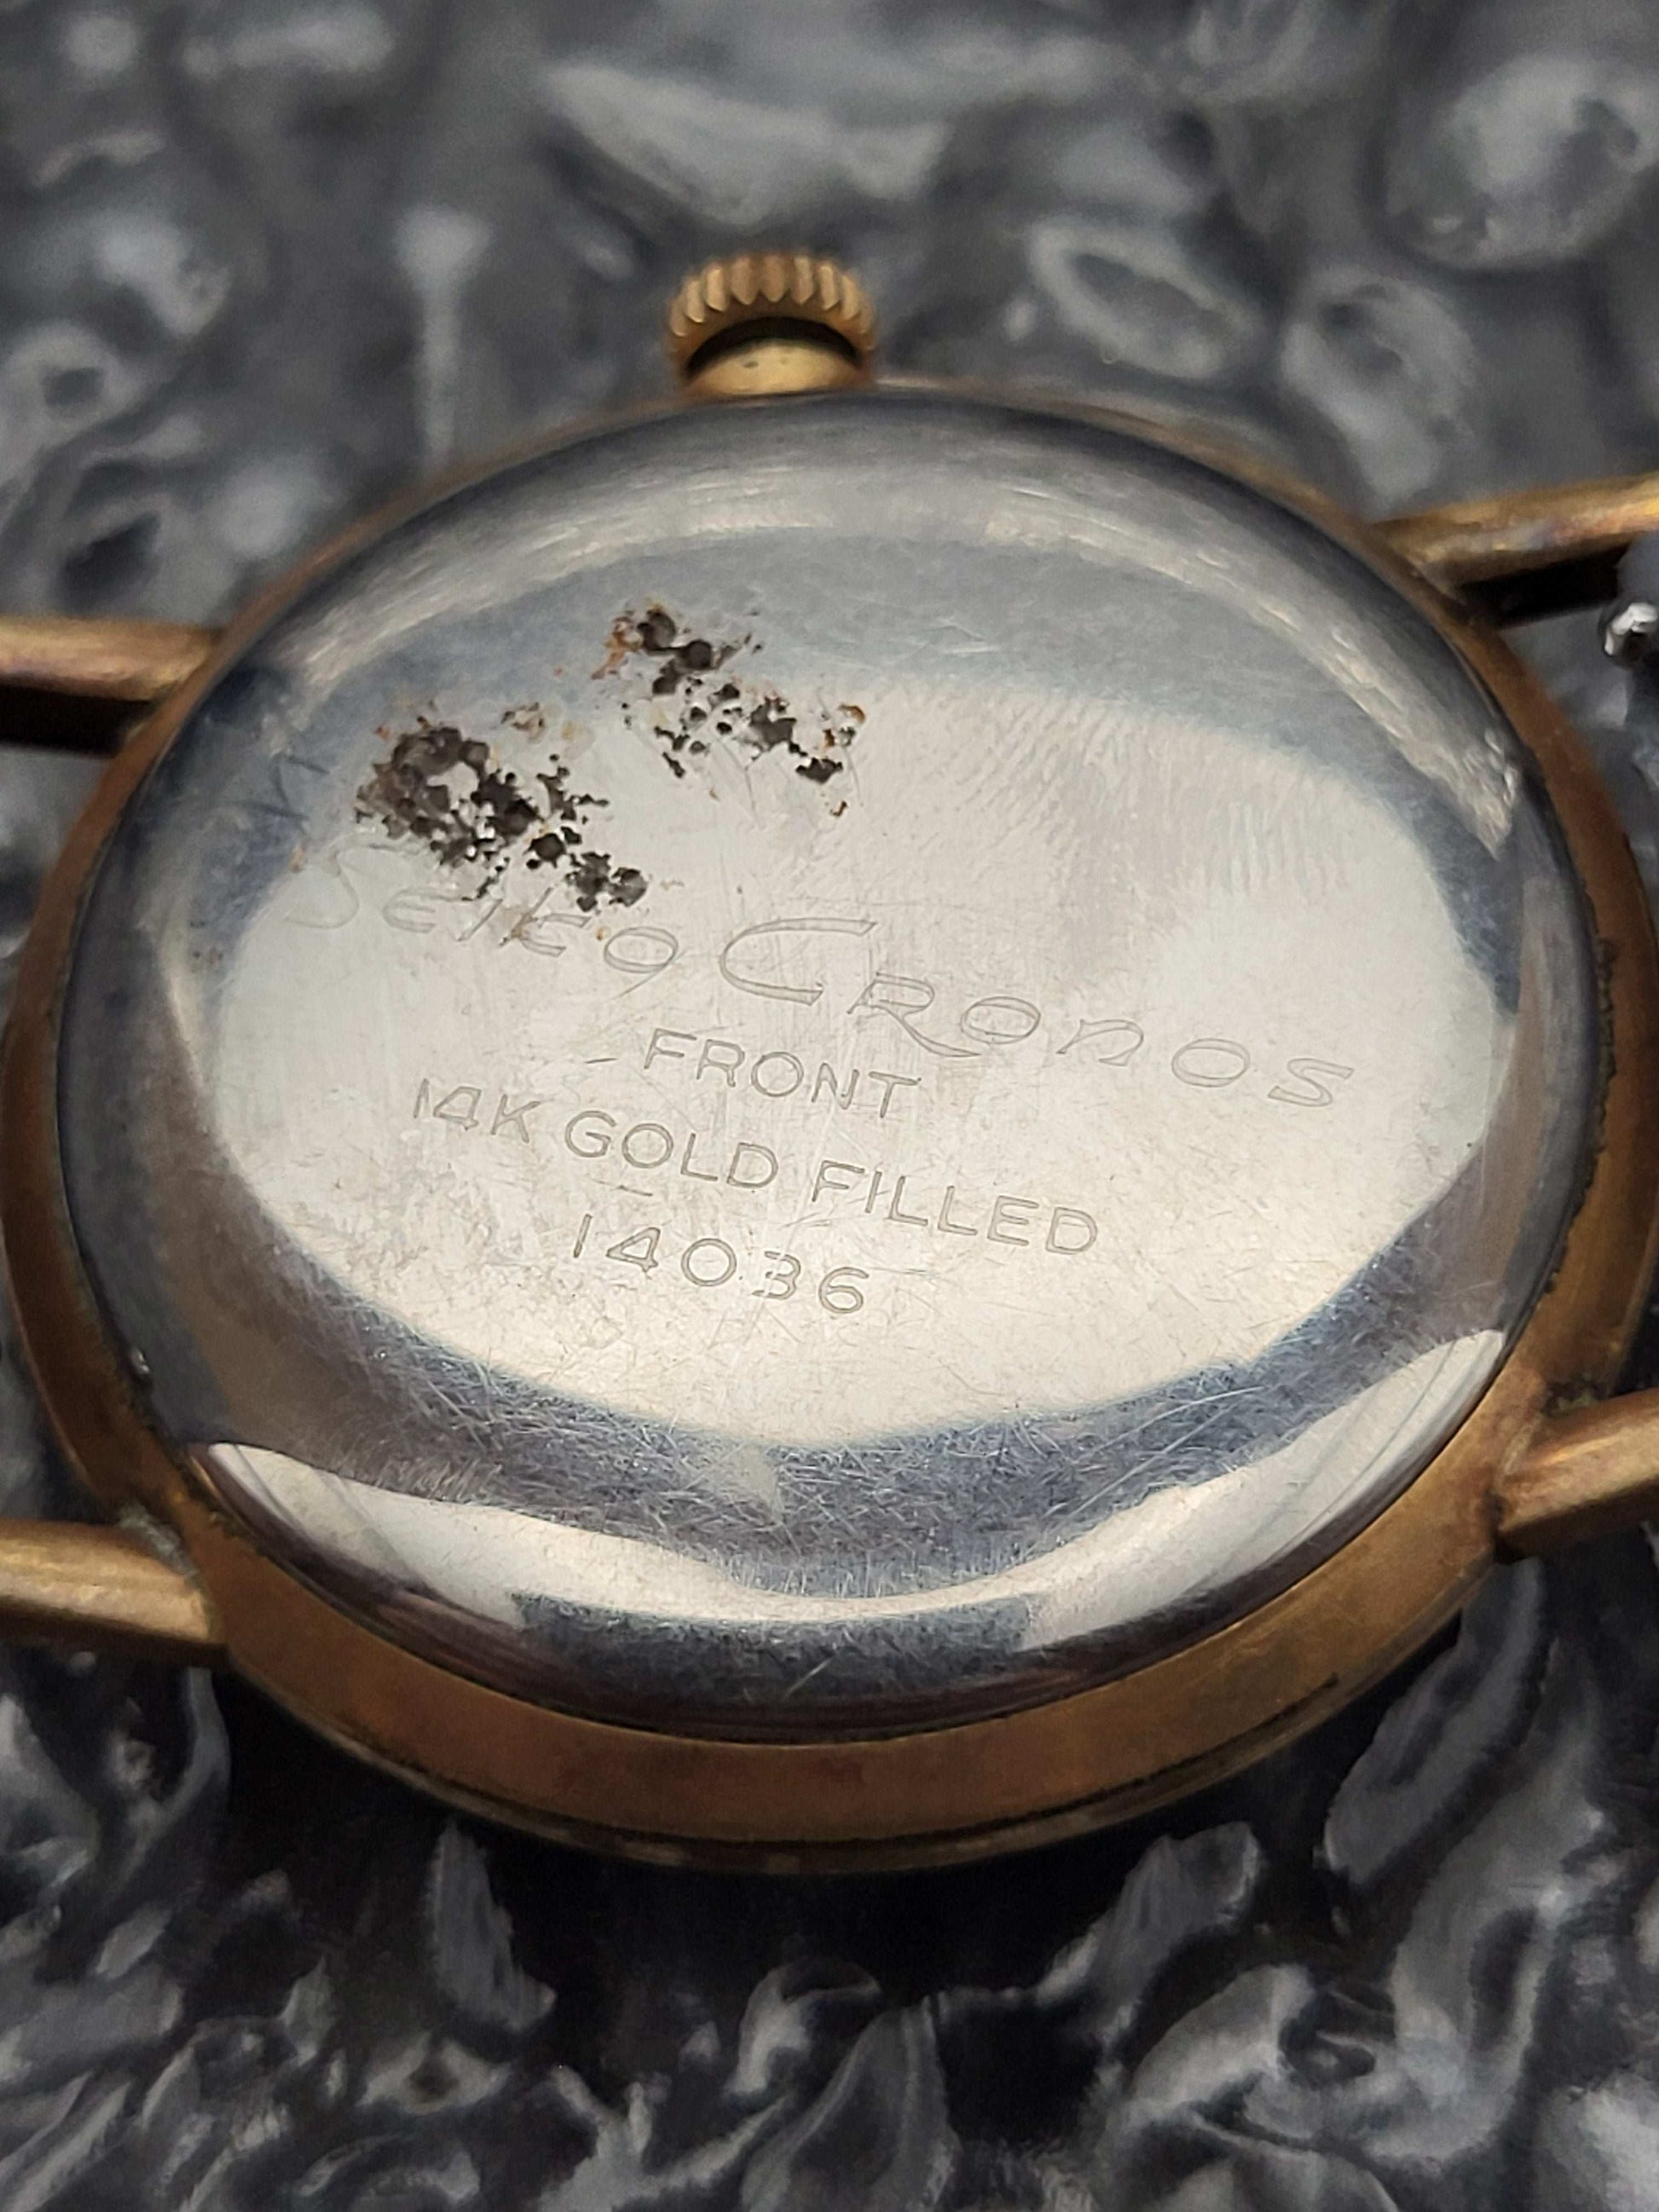 Seiko Cronos
FRONT
14K GOLD FILLED
14036